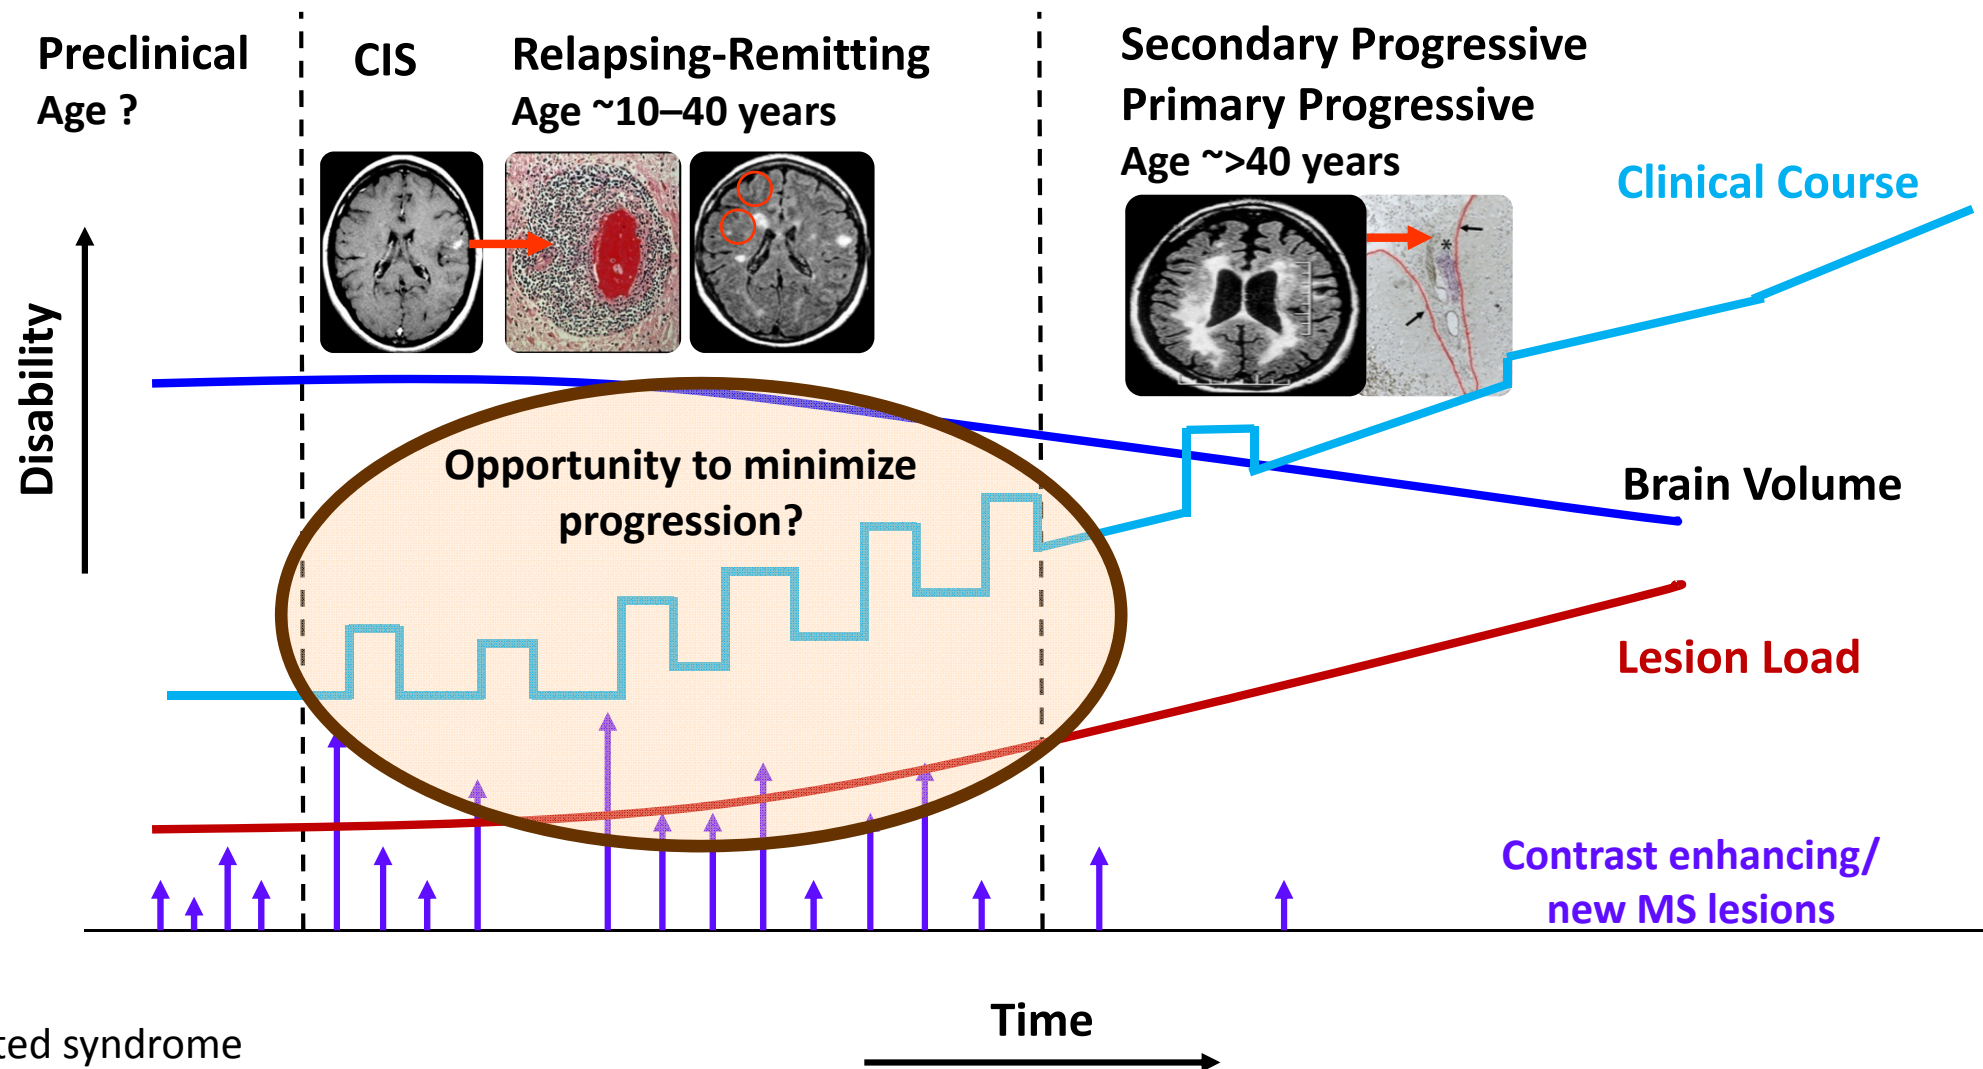 Preclinical
Age ?
CIS
Relapsing-Remitting
Age ~10–40 years
Secondary Progressive
Primary Progressive
Age ~>40 years
Clinical Course
Disability
*
Opportunity to minimize
progression?
Brain Volume
Lesion Load
Contrast enhancing/
new MS lesions
Time
ted syndrome